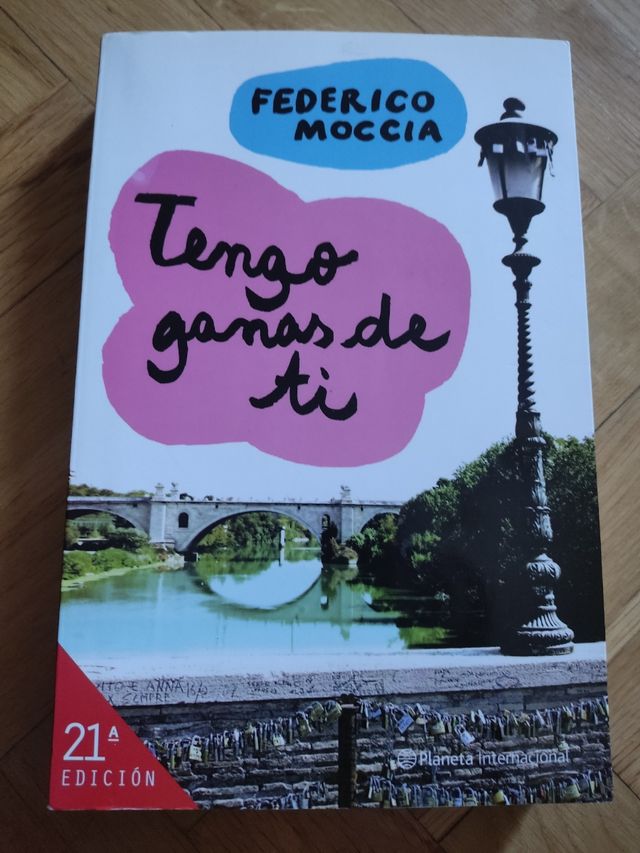 FEDERICO
MOCCIA
Tengo
ganas de
ti
21ª
EDICIÓN
Planeta Internacional